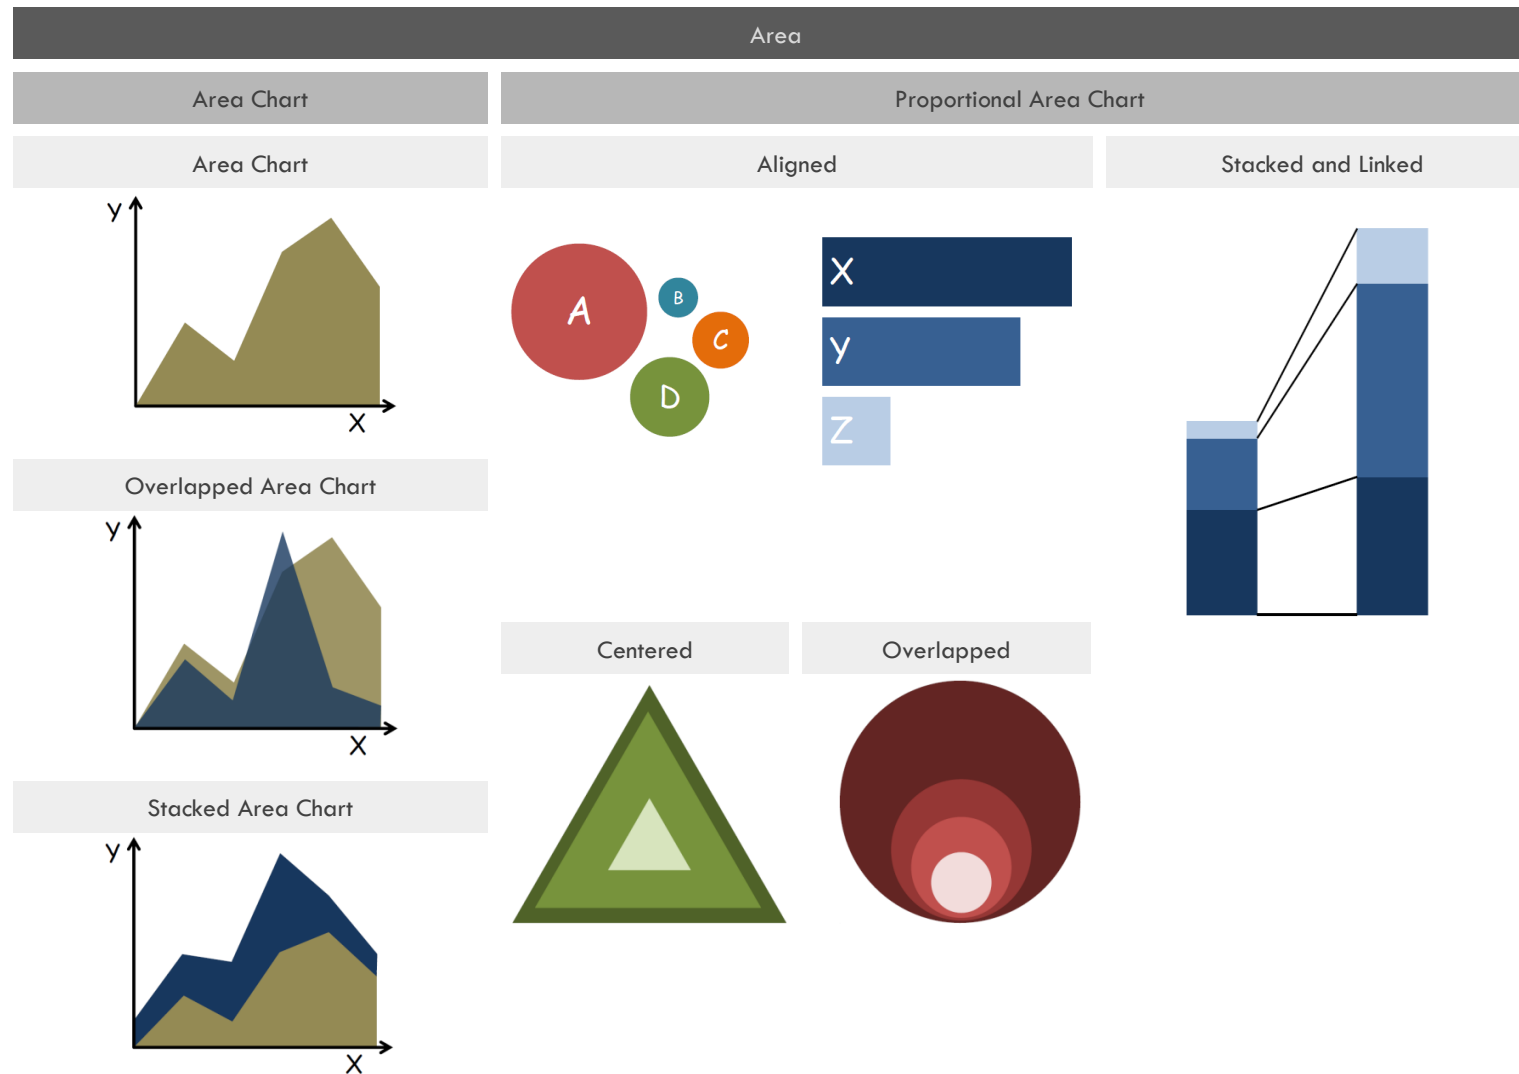 Area
Area Chart
Proportional Area Chart
Area Chart
Aligned
Stacked and Linked
Y
X
A
B
C
D
X
Y
Z
Overlapped Area Chart
Y
X
Centered
Overlapped
Stacked Area Chart
Y
X